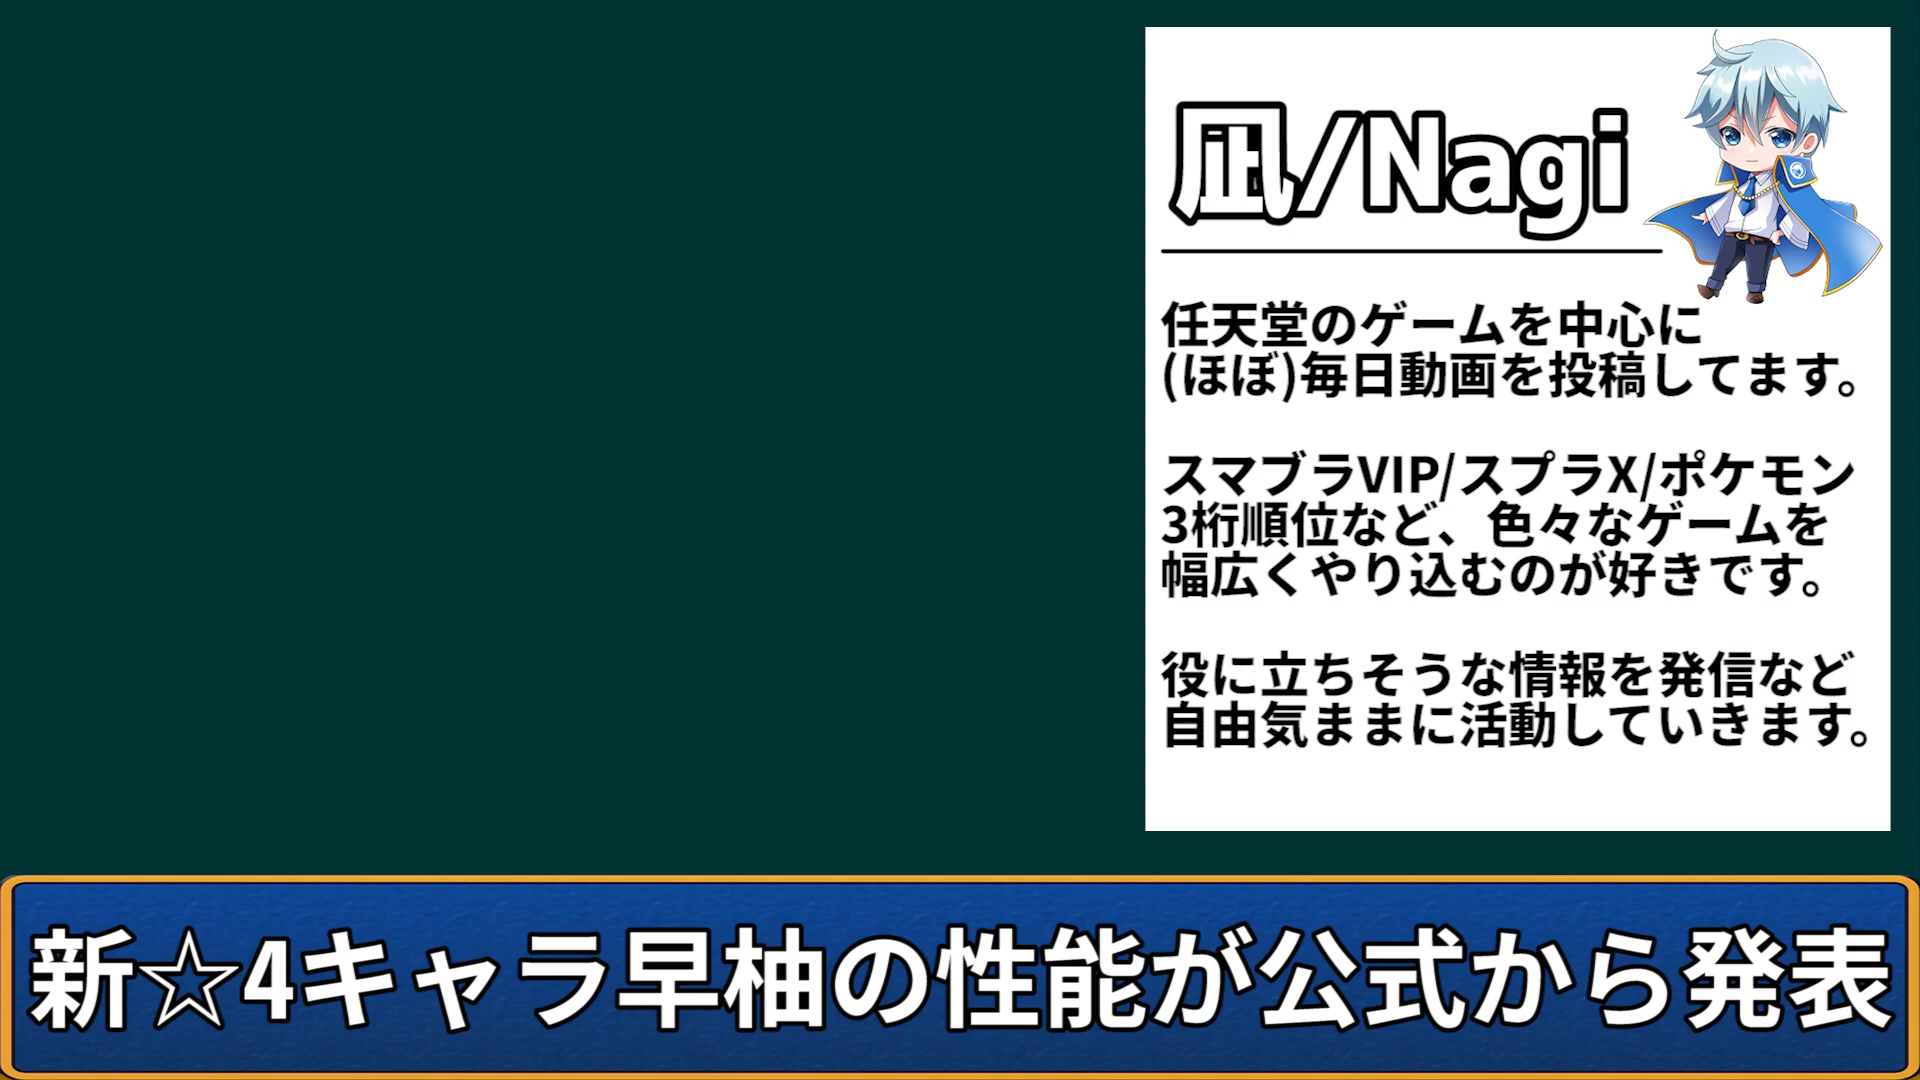 凪/Nagi
任天堂のゲームを中心に
(ほぼ)毎日動画を投稿してます。
スマブラVIP/スプラX/ポケモン
3桁順位など、色々なゲームを
幅広くやり込むのが好きです。
役に立ちそうな情報を発信など
自由気ままに活動していきます。
新☆4キャラ早柚の性能が公式から発表